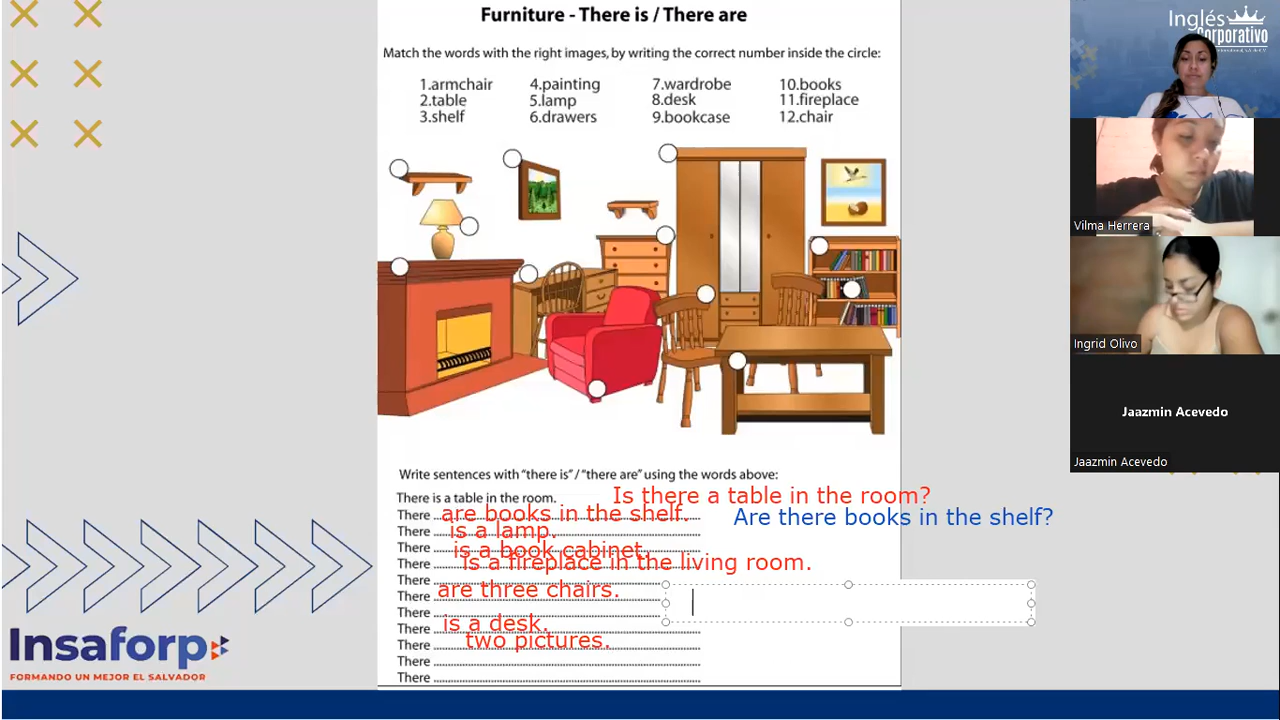 Furniture - There is / There are
Match the words with the right images, by writing the correct number inside the circle:
1.armchair 4.painting 7.wardrobe 10.books
2.table 5.lamp 8.desk 11.fireplace
3.shelf 6.drawers 9.bookcase 12.chair
Write sentences with "there is" / "there are" using the words above:
There is a table in the room. Is there a table in the room?
There are books in the shelf. Are there books in the shelf?
There is a lamp.
There is a book cabinet.
There is a fireplace in the living room.
There
There are three chairs.
There
There is a desk.
There two pictures.
There
There
Insaforp
FORMANDO UN MEJOR EL SALVADOR
Inglés
Corporativo
Vilma Herrera
Ingrid Olivo
Jaazmin Acevedo
Jaazmin Acevedo